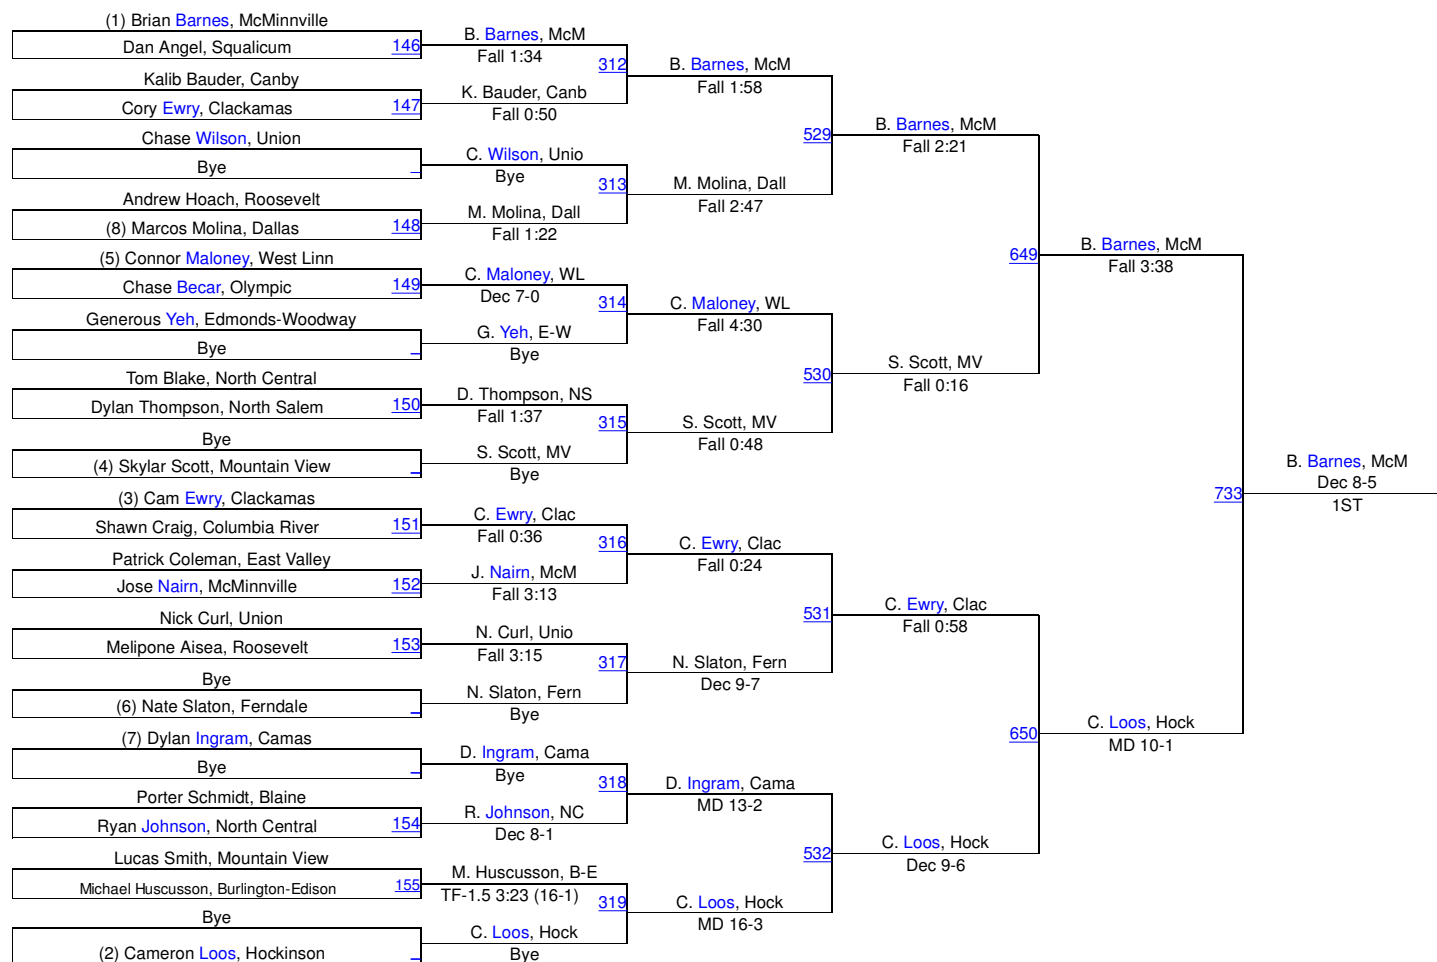 (1) Brian Barnes, McMinnville
Dan Angel, Squalicum
146
Kalib Bauder, Canby
Cory Ewry, Clackamas
147
Chase Wilson, Union
Bye
Andrew Hoach, Roosevelt
(8) Marcos Molina, Dallas
148
(5) Connor Maloney, West Linn
Chase Becar, Olympic
149
Generous Yeh, Edmonds-Woodway
Bye
Tom Blake, North Central
Dylan Thompson, North Salem
150
Bye
(4) Skylar Scott, Mountain View
(3) Cam Ewry, Clackamas
Shawn Craig, Columbia River
151
Patrick Coleman, East Valley
Jose Nairn, McMinnville
152
Nick Curl, Union
Melipone Aisea, Roosevelt
153
Bye
(6) Nate Slaton, Ferndale
(7) Dylan Ingram, Camas
Bye
Porter Schmidt, Blaine
Ryan Johnson, North Central
154
Lucas Smith, Mountain View
Michael Huscusson, Burlington-Edison
155
Bye
(2) Cameron Loos, Hockinson
B. Barnes, McM
Fall 1:34
312
K. Bauder, Canb
Fall 0:50
C. Wilson, Unio
Bye
313
M. Molina, Dall
Fall 1:22
C. Maloney, WL
Dec 7-0
314
G. Yeh, E-W
Bye
D. Thompson, NS
Fall 1:37
315
S. Scott, MV
Bye
C. Ewry, Clac
Fall 0:36
316
J. Nairn, McM
Fall 3:13
N. Curl, Unio
Fall 3:15
317
N. Slaton, Fern
Bye
D. Ingram, Cama
Bye
318
R. Johnson, NC
Dec 8-1
M. Huscusson, B-E
TF-1.5 3:23 (16-1)
319
C. Loos, Hock
Bye
B. Barnes, McM
Fall 1:58
529
M. Molina, Dall
Fall 2:47
C. Maloney, WL
Fall 4:30
530
S. Scott, MV
Fall 0:48
C. Ewry, Clac
Fall 0:24
531
N. Slaton, Fern
Dec 9-7
D. Ingram, Cama
MD 13-2
532
C. Loos, Hock
MD 16-3
B. Barnes, McM
Fall 2:21
649
S. Scott, MV
Fall 0:16
C. Ewry, Clac
Fall 0:58
650
C. Loos, Hock
Dec 9-6
B. Barnes, McM
Fall 3:38
733
C. Loos, Hock
MD 10-1
B. Barnes, McM
Dec 8-5
1ST